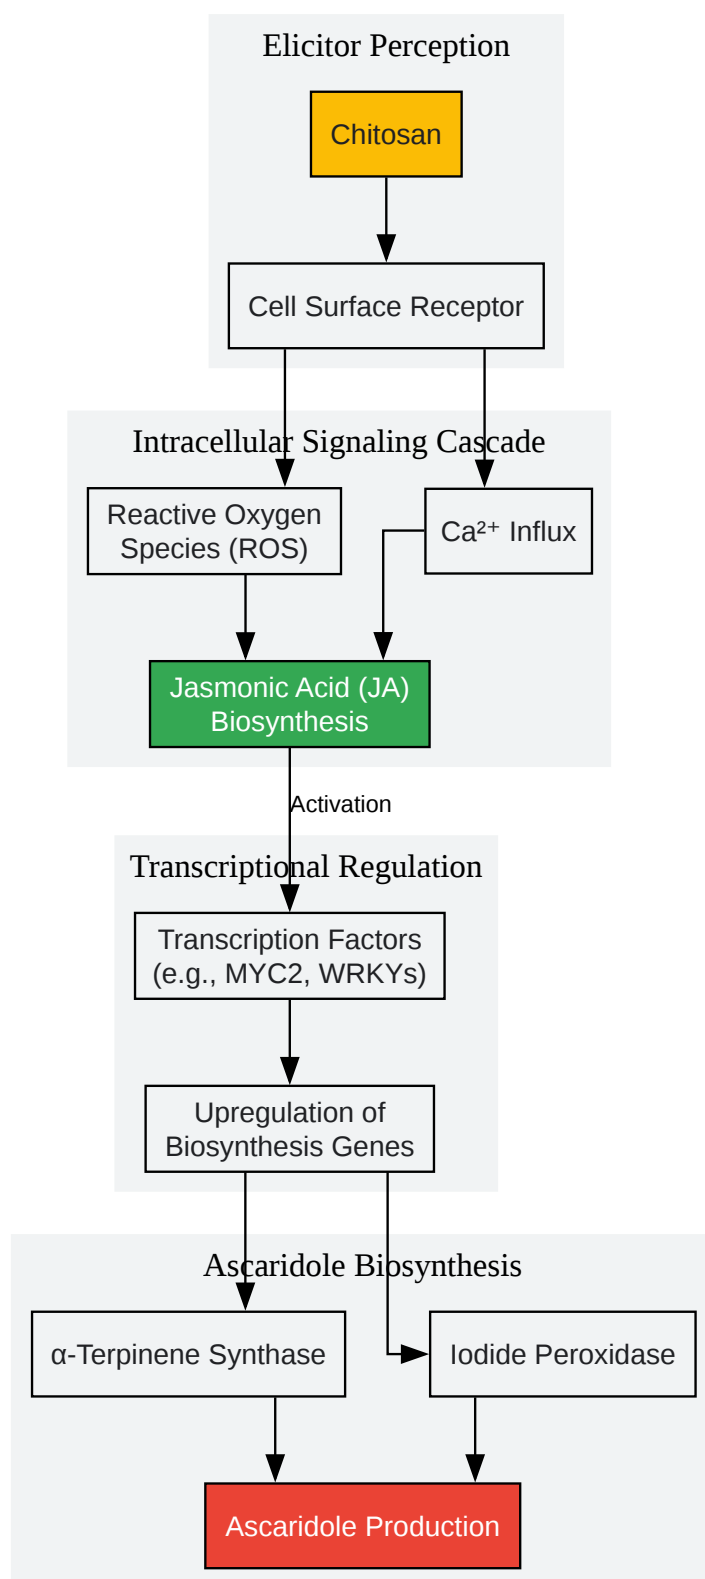 Elicitor Perception
Chitosan
Cell Surface Receptor
Intracellular Signaling Cascade
Reactive Oxygen
Species (ROS)
Ca²⁺ Influx
Jasmonic Acid (JA)
Biosynthesis
Activation
Transcriptional Regulation
Transcription Factors
(e.g., MYC2, WRKYs)
Upregulation of
Biosynthesis Genes
Ascaridole Biosynthesis
α-Terpinene Synthase
Iodide Peroxidase
Ascaridole Production